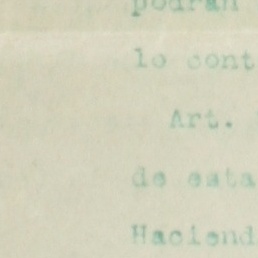 podrán
lo cont
Art.
de esta
Haciend